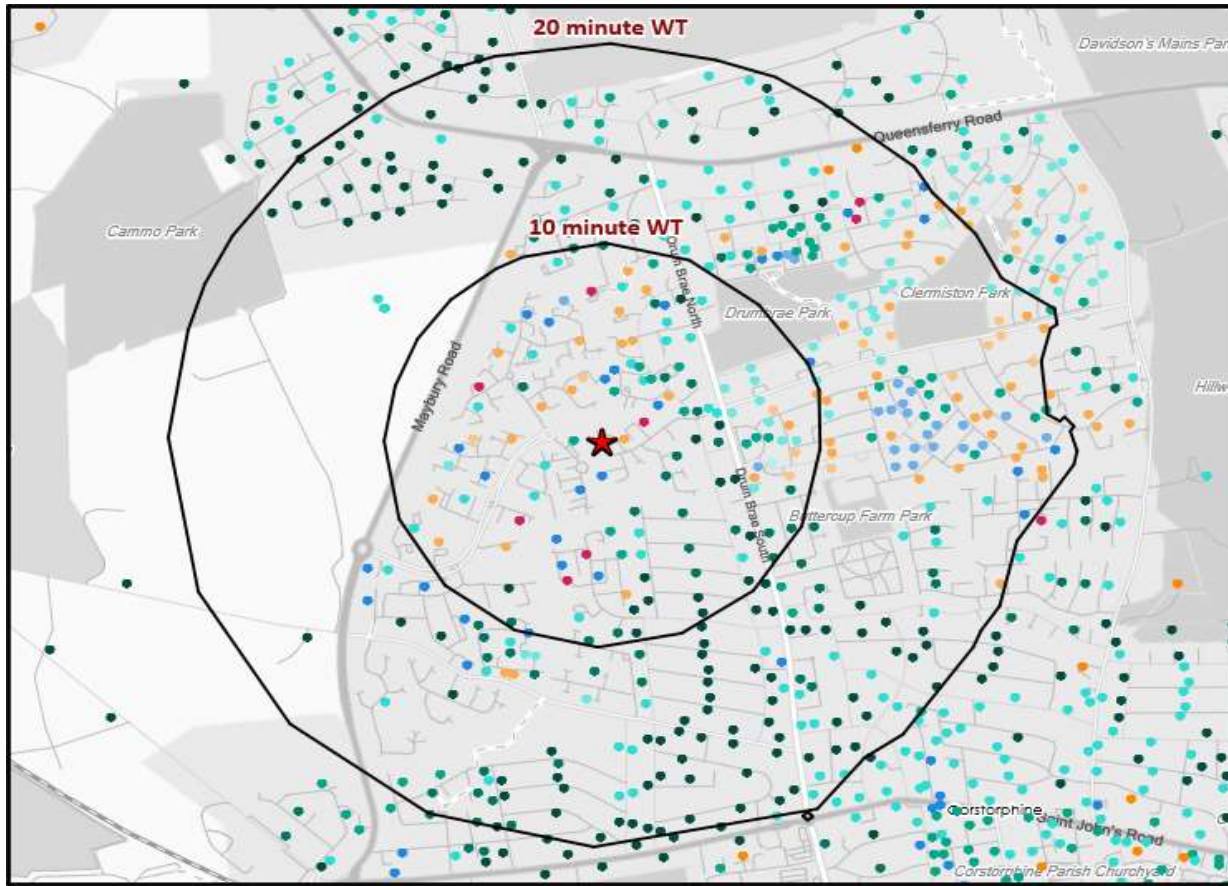 20 minute WT
Davidson's Mains Par
Queensferry Road
Cammo Park
10 minute WT
Drum Brae North
Clermiston Park
Drumbrae Park
Maybury Road
Hillw
Drum Brae South
Buttercup Farm Park
Corstorphine
Saint John's Road
Corstorphine Parish Churchyard